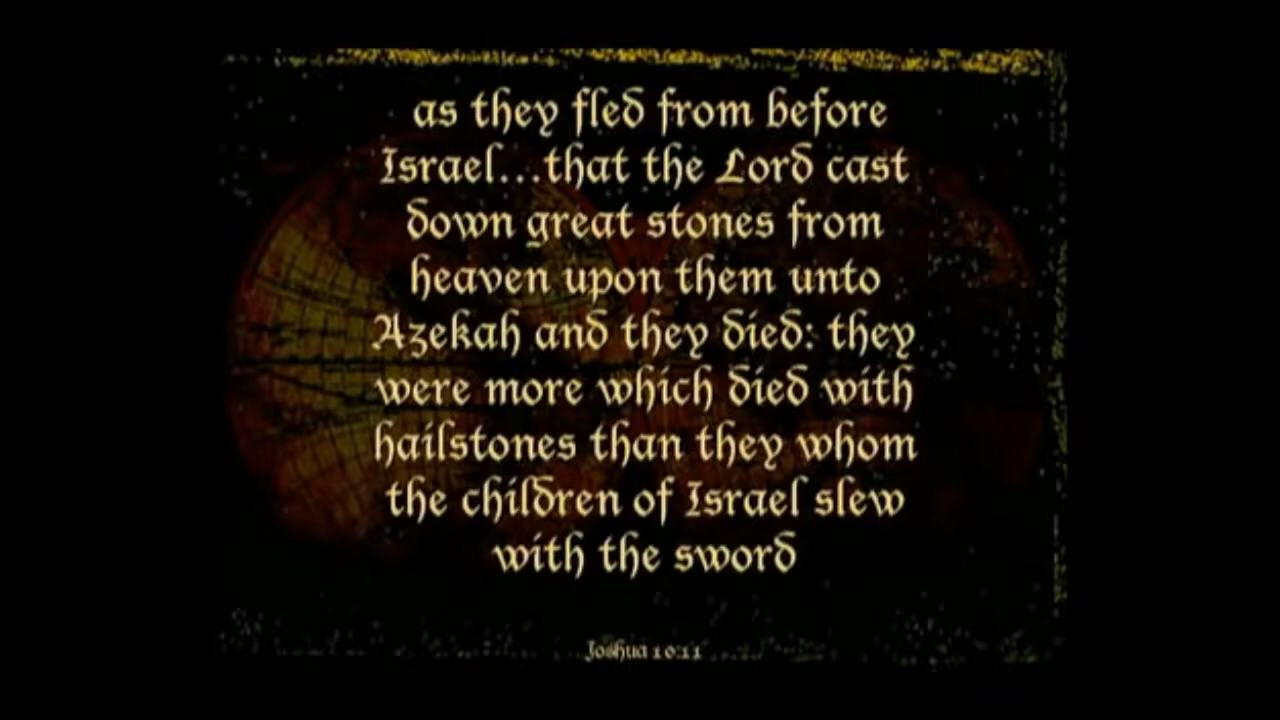 as they fled from before
Israel...that the Lord cast
down great stones from
heaven upon them unto
Azekah and they died: they
were more which died with
hailstones than they whom
the children of Israel slew
with the sword
Joshua 10:11